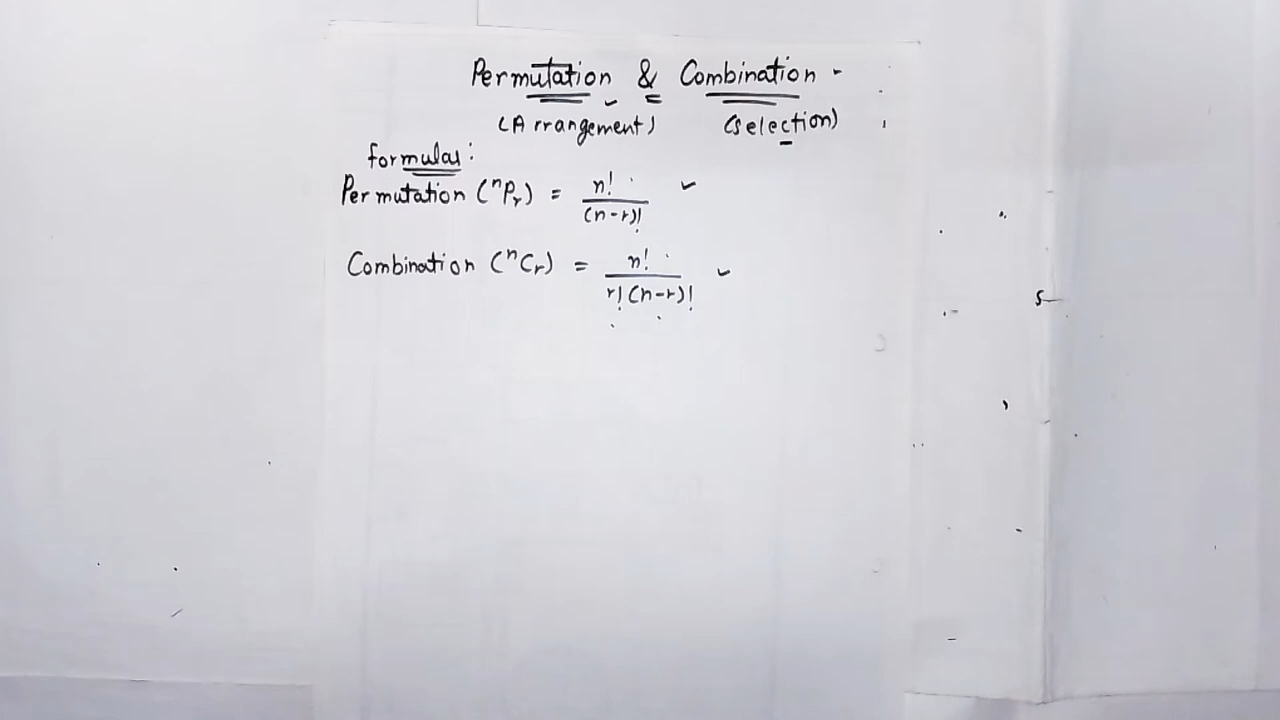 Permutation & Combination -
(Arrangement) (selection)
formulas:
Permutation (ⁿPᵣ) = n!/(n-r)!
Combination (ⁿCᵣ) = n!/r!(n-r)!